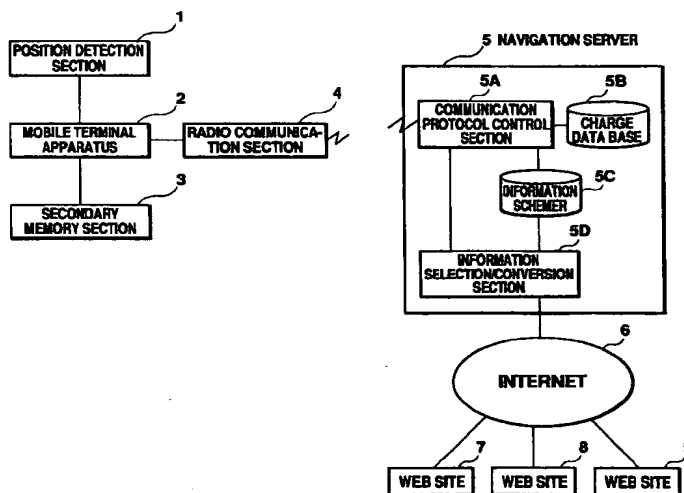 1
POSITION DETECTION
SECTION
2
MOBILE TERMINAL
APPARATUS
4
RADIO COMMUNICA-
TION SECTION
3
SECONDARY
MEMORY SECTION
5 NAVIGATION SERVER
5A
COMMUNICATION
PROTOCOL CONTROL
SECTION
5B
CHARGE
DATA BASE
5C
INFORMATION
SCHEMER
5D
INFORMATION
SELECTION/CONVERSION
SECTION
6
INTERNET
7
WEB SITE
8
WEB SITE
WEB SITE